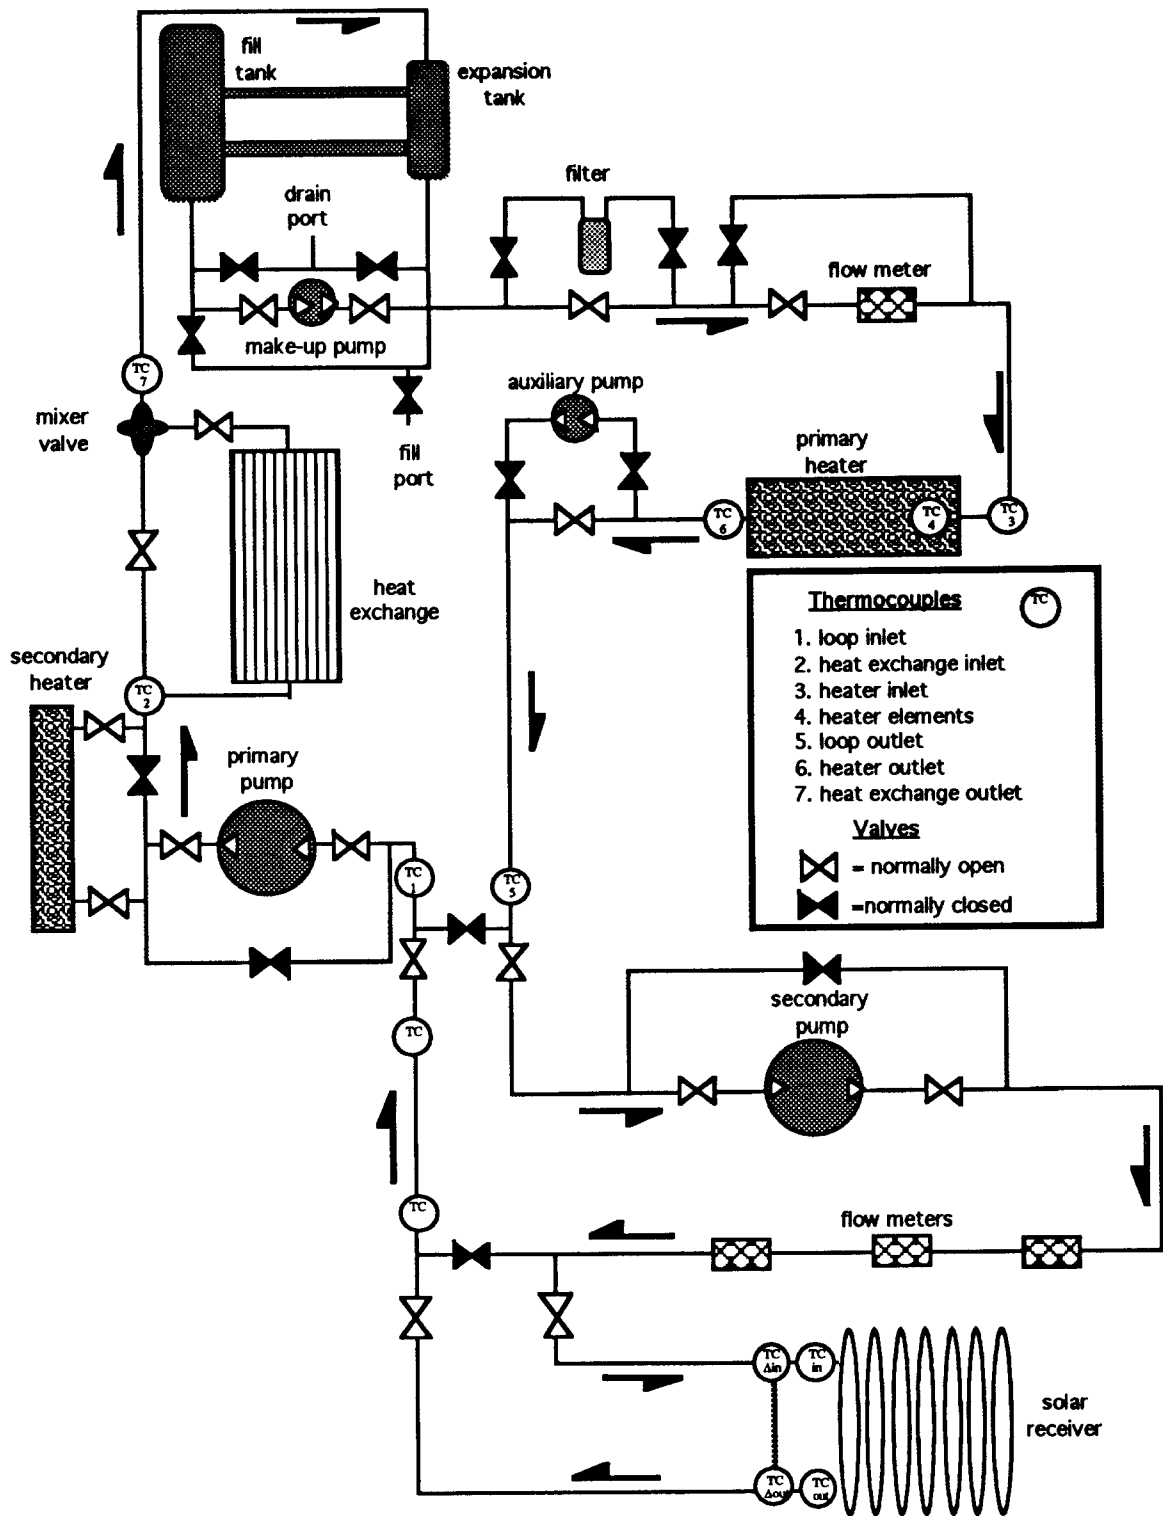 fill
tank
expansion
tank
drain
port
filter
flow meter
make-up pump
TC
7
mixer
valve
auxiliary pump
fill
port
primary
heater
TC
6
TC
4
TC
3
heat
exchange
secondary
heater
TC
2
primary
pump
Thermocouples
TC
1. loop inlet
2. heat exchange inlet
3. heater inlet
4. heater elements
5. loop outlet
6. heater outlet
7. heat exchange outlet
Valves
= normally open
=normally closed
TC
1
TC
5
TC
secondary
pump
TC
flow meters
TC
Δin
TC
in
solar
receiver
TC
Δout
TC
out